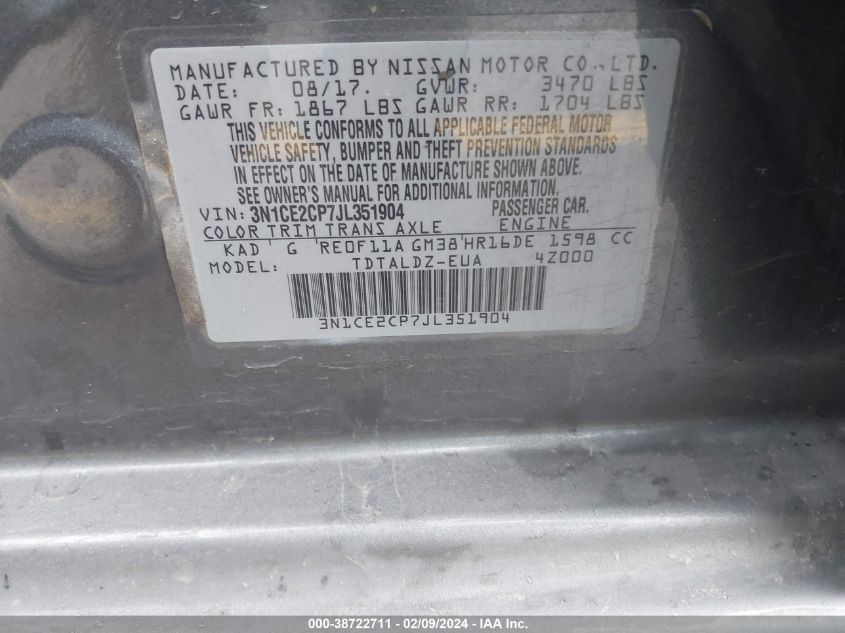 MANUFACTURED BY NISSAN MOTOR CO., LTD.
DATE: 08/17. GVWR: 3470 LBS
GAWR FR: 1867 LBS GAWR RR: 1704 LBS
THIS VEHICLE CONFORMS TO ALL APPLICABLE FEDERAL MOTOR
VEHICLE SAFETY, BUMPER AND THEFT PREVENTION STANDARDS
IN EFFECT ON THE DATE OF MANUFACTURE SHOWN ABOVE.
SEE OWNER'S MANUAL FOR ADDITIONAL INFORMATION.
VIN: 3N1CE2CP7JL351904 PASSENGER CAR.
COLOR TRIM TRANS AXLE ENGINE
KAD G RE0F11A GM38 HR16DE 1598 CC
MODEL: TDTALDZ-EUA 4Z000
3N1CE2CP7JL351904
000-38722711 - 02/09/2024 - IAA Inc.